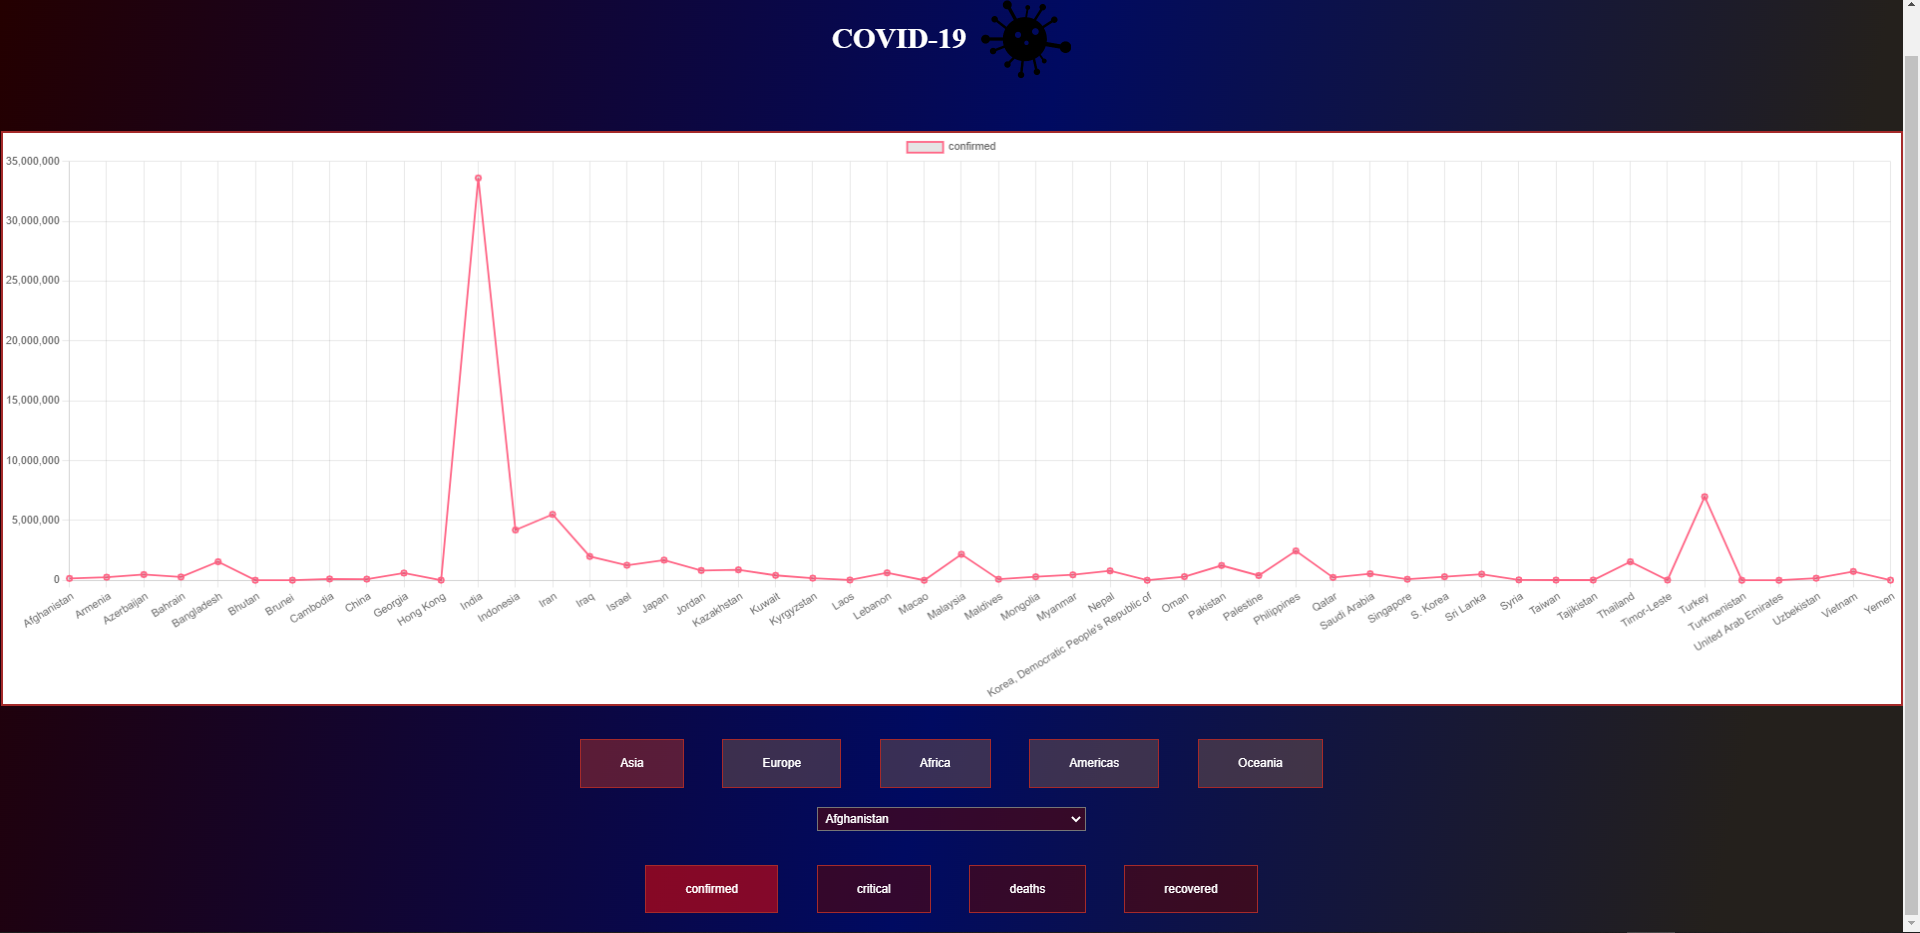 COVID-19
confirmed
35,000,000
30,000,000
25,000,000
20,000,000
15,000,000
10,000,000
5,000,000
0
Afghanistan
Armenia
Azerbaijan
Bahrain
Bangladesh
Bhutan
Brunei
Cambodia
China
Georgia
Hong Kong
India
Indonesia
Iran
Iraq
Israel
Japan
Jordan
Kazakhstan
Kuwait
Kyrgyzstan
Laos
Lebanon
Macao
Malaysia
Maldives
Mongolia
Myanmar
Nepal
Korea, Democratic People's Republic of
Oman
Pakistan
Palestine
Philippines
Qatar
Saudi Arabia
Singapore
S. Korea
Sri Lanka
Syria
Taiwan
Tajikistan
Thailand
Timor-Leste
Turkey
Turkmenistan
United Arab Emirates
Uzbekistan
Vietnam
Yemen
Asia Europe Africa Americas Oceania
Afghanistan
confirmed critical deaths recovered